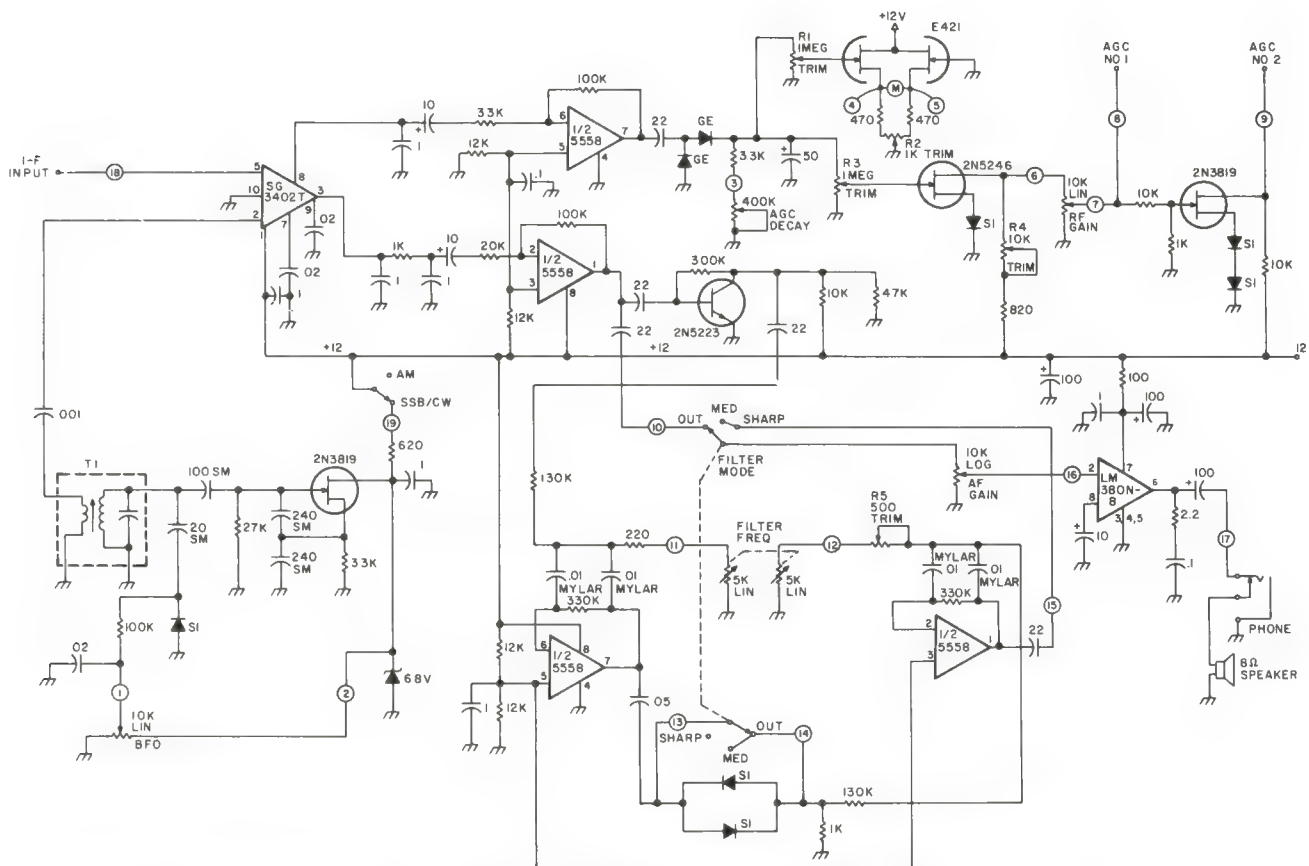 +12V
E421
R1
1MEG
TRIM
AGC
NO 1
AGC
NO 2
100K
10
33K
6
1/2
5558
7
5
4
22
GE
GE
4
M
5
470
470
R2
1K TRIM
8
9
I-F
INPUT
18
5
8
SG
3402T
10
3
9
2
7
1
1
12K
.1
33K
3
400K
AGC
DECAY
+
50
R3
1MEG
TRIM
2N5246
6
10K
LIN
7
RF
GAIN
10K
2N3819
SI
1K
SI
SI
10K
R4
10K
TRIM
820
02
02
1
1K
10
20K
1
1
100K
2
1/2
5558
1
3
8
12K
300K
22
2N5223
22
22
10K
47K
+12
+12
12
AM
SSB/CW
19
620
1
001
T1
100 SM
2N3819
20
SM
27K
240
SM
240
SM
33K
100K
SI
02
1
10K
LIN
BFO
2
68V
130K
10
OUT
MED
SHARP
FILTER
MODE
10K
LOG
AF
GAIN
+
100
100
1
100
+
16
2
7
LM
380N-
8
6
8
3
4,5
10
+
100
2.2
.1
17
PHONE
8Ω
SPEAKER
220
11
FILTER
FREQ
12
R5
500
TRIM
5K
LIN
5K
LIN
.01
MYLAR
01
MYLAR
330K
MYLAR
01
01
MYLAR
330K
6
1/2
5558
7
8
5
4
12K
12K
1
05
2
1/2
5558
1
3
22
15
13
SHARP
OUT
MED
14
SI
SI
130K
1K